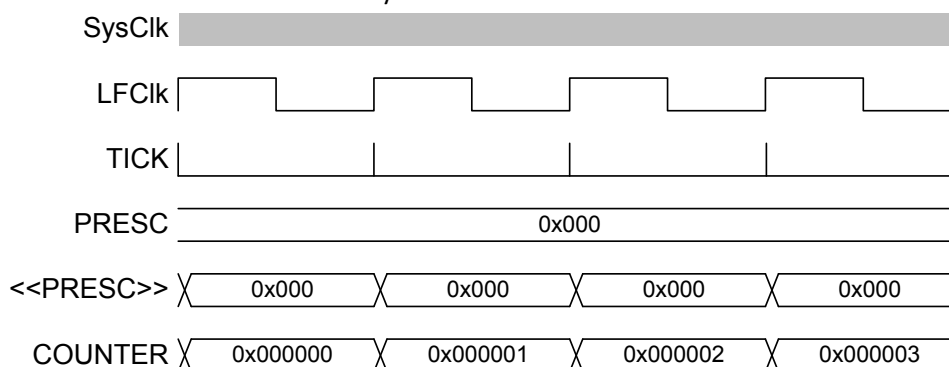 SysClk
LFClk
TICK
PRESC 0x000
<<PRESC>> 0x000 0x000 0x000 0x000
COUNTER 0x000000 0x000001 0x000002 0x000003